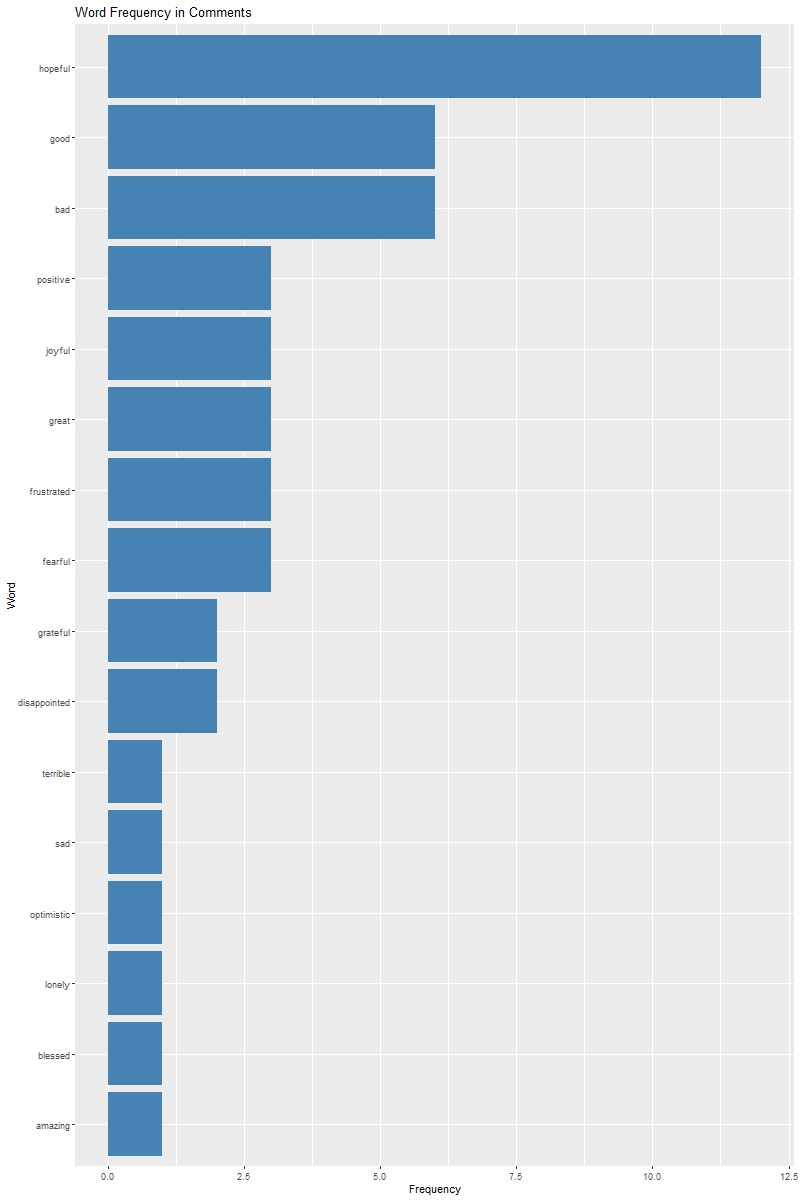 Word Frequency in Comments
hopeful
good
bad
positive
joyful
great
frustrated
fearful
Word
grateful
disappointed
terrible
sad
optimistic
lonely
blessed
amazing
0.0 2.5 5.0 7.5 10.0 12.5
Frequency